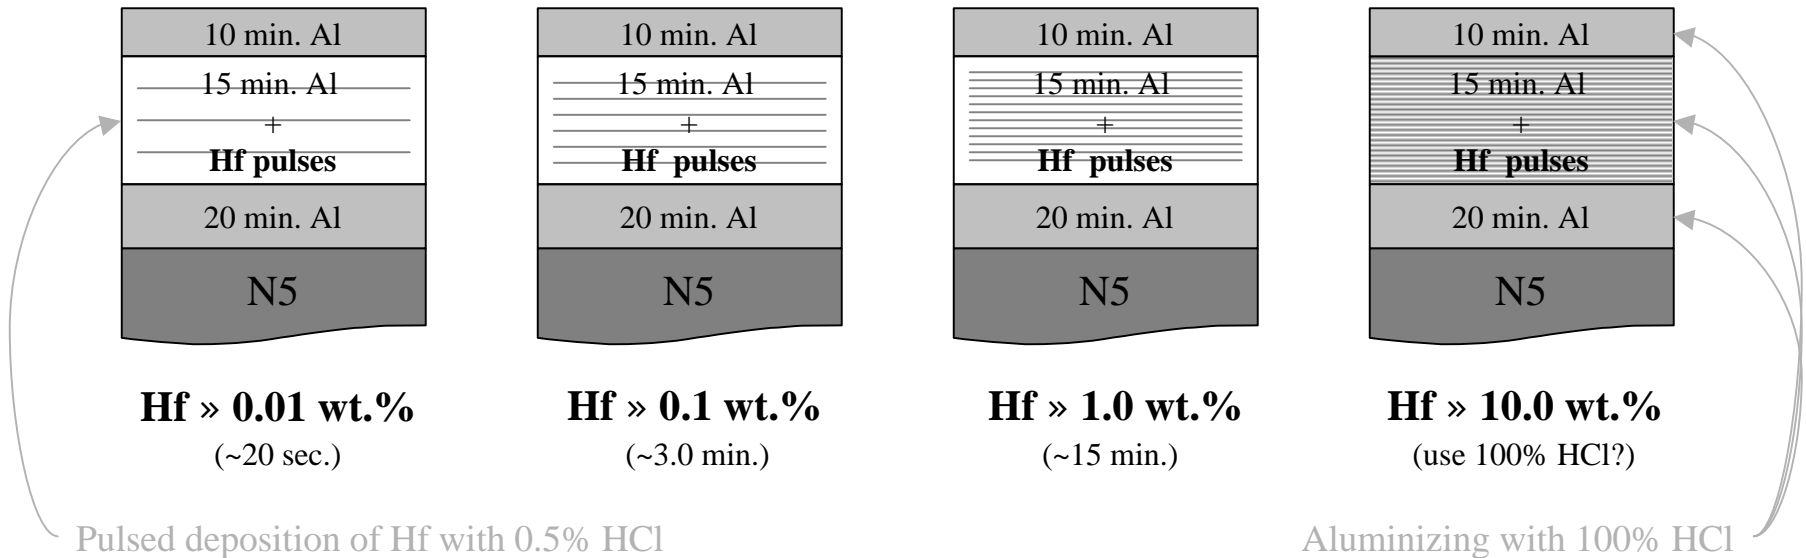 10 min. Al
15 min. Al
+
Hf pulses
20 min. Al
N5
Hf » 0.01 wt.%
(~20 sec.)
10 min. Al
15 min. Al
+
Hf pulses
20 min. Al
N5
Hf » 0.1 wt.%
(~3.0 min.)
10 min. Al
15 min. Al
+
Hf pulses
20 min. Al
N5
Hf » 1.0 wt.%
(~15 min.)
10 min. Al
15 min. Al
+
Hf pulses
20 min. Al
N5
Hf » 10.0 wt.%
(use 100% HCl?)
Pulsed deposition of Hf with 0.5% HCl
Aluminizing with 100% HCl